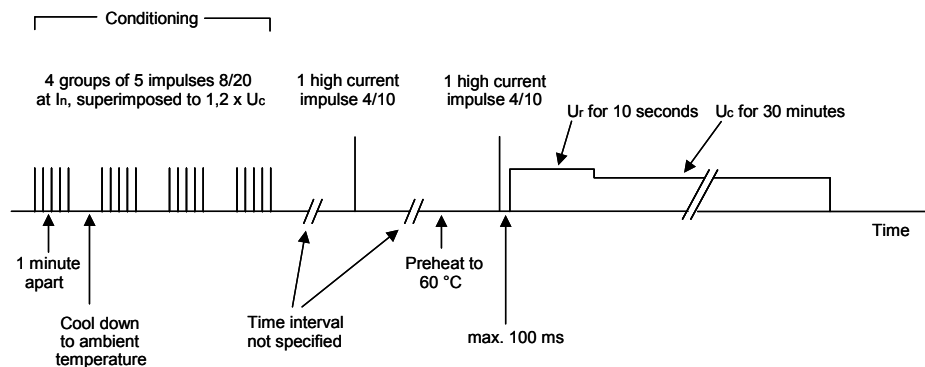 Conditioning
4 groups of 5 impulses 8/20
at In, superimposed to 1,2 x Uc
1 high current
impulse 4/10
1 high current
impulse 4/10
Ur for 10 seconds
Uc for 30 minutes
Time
1 minute
apart
Preheat to
60 °C
Cool down
to ambient
temperature
Time interval
not specified
max. 100 ms